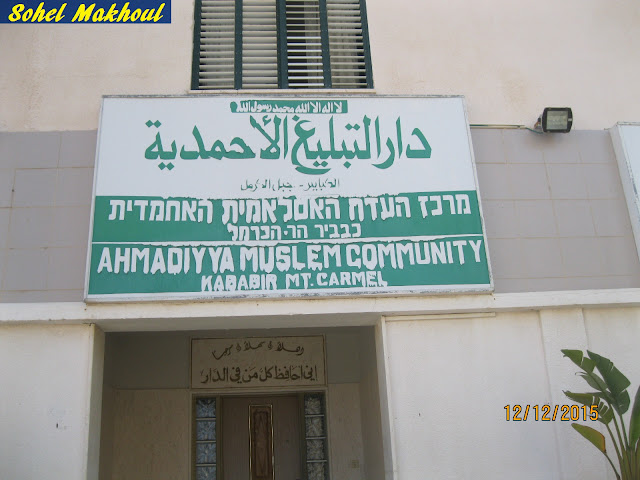 Sohel Makhoul
لا اله الا الله محمد رسول الله
دار التبليغ الأحمدية
الكبابير - جبل الكرمل
מרכז העדה האסלאמית האחמדית
כבביר הר-הכרמל
AHMADIYYA MUSLEM COMMUNITY
KABABIR MT. CARMEL
إني أحافظ كل من في الدار
12/12/2015